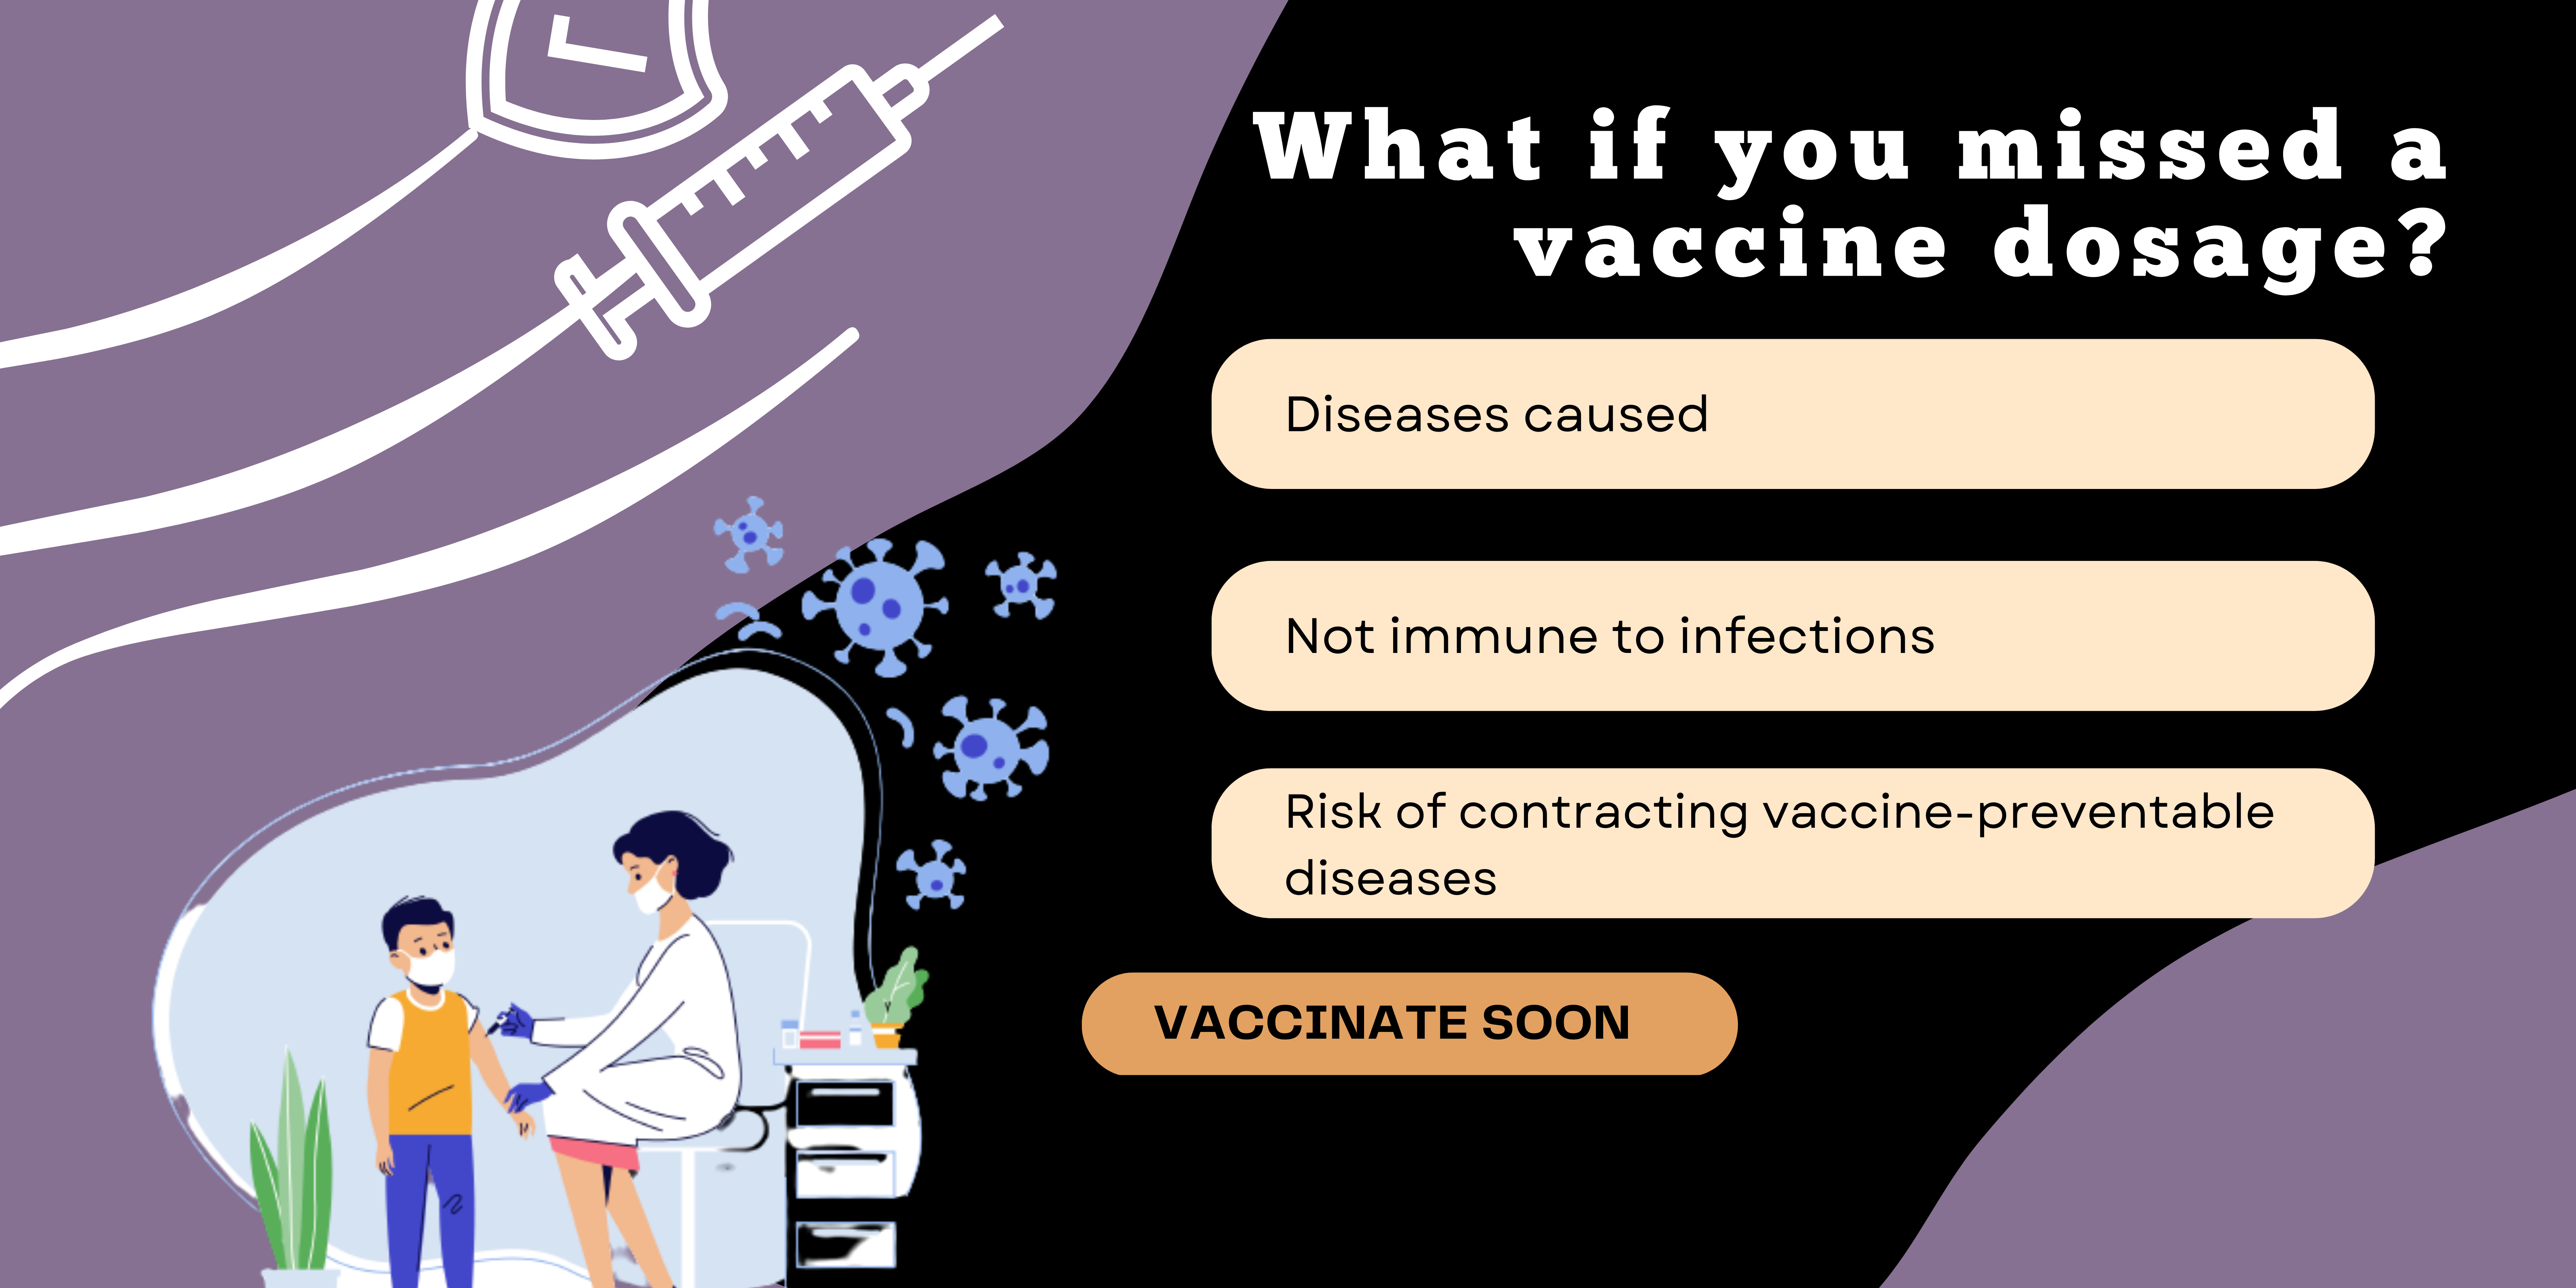 What if you missed a
vaccine dosage?
Diseases caused
Not immune to infections
Risk of contracting vaccine-preventable
diseases
VACCINATE SOON